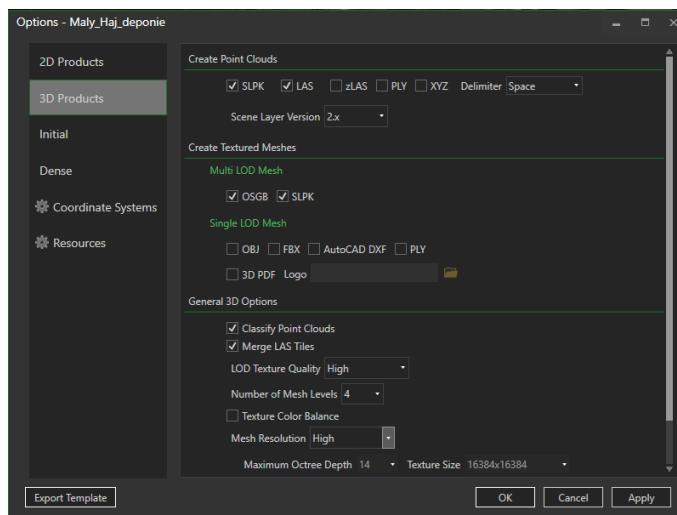 Options - Maly_Haj_deponie
2D Products
3D Products
Initial
Dense
Coordinate Systems
Resources
Create Point Clouds
SLPK LAS zLAS PLY XYZ Delimiter Space
Scene Layer Version 2.x
Create Textured Meshes
Multi LOD Mesh
OSGB SLPK
Single LOD Mesh
OBJ FBX AutoCAD DXF PLY
3D PDF Logo
General 3D Options
Classify Point Clouds
Merge LAS Tiles
LOD Texture Quality High
Number of Mesh Levels 4
Texture Color Balance
Mesh Resolution High
Maximum Octree Depth 14 Texture Size 16384x16384
Export Template OK Cancel Apply